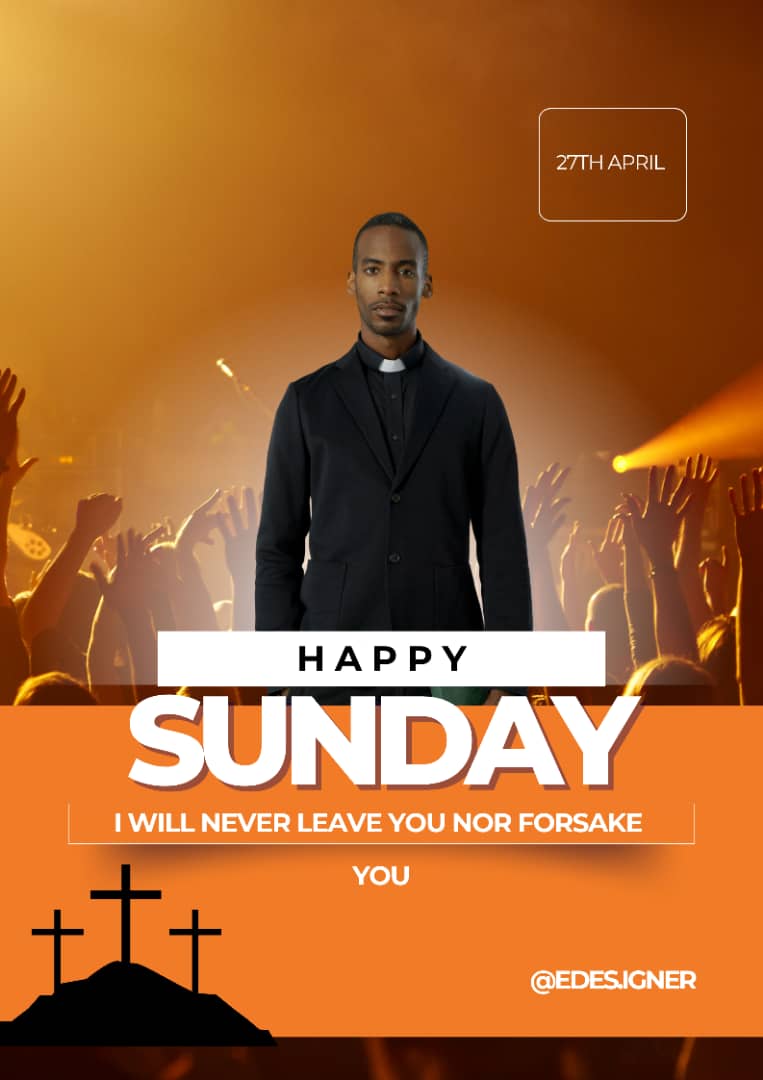 27TH APRIL
HAPPY
SUNDAY
I WILL NEVER LEAVE YOU NOR FORSAKE
YOU
@EDES.IGNER